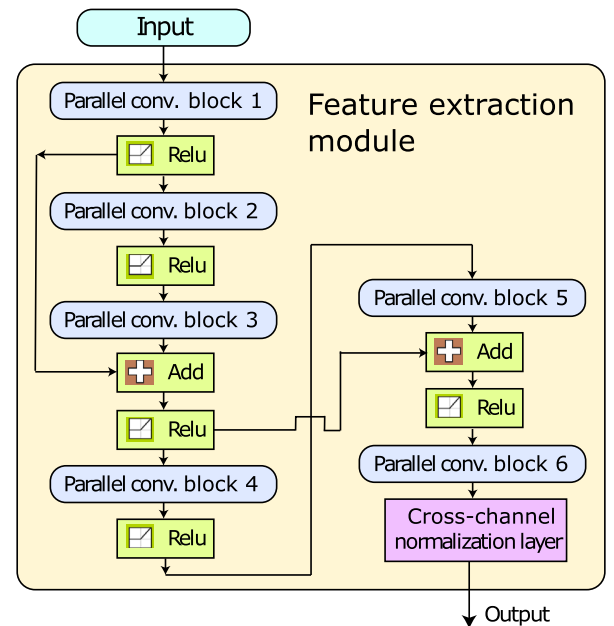 Input
Feature extraction
module
Parallel conv. block 1
Relu
Parallel conv. block 2
Relu
Parallel conv. block 3
Add
Relu
Parallel conv. block 4
Relu
Parallel conv. block 5
Add
Relu
Parallel conv. block 6
Cross-channel
normalization layer
Output